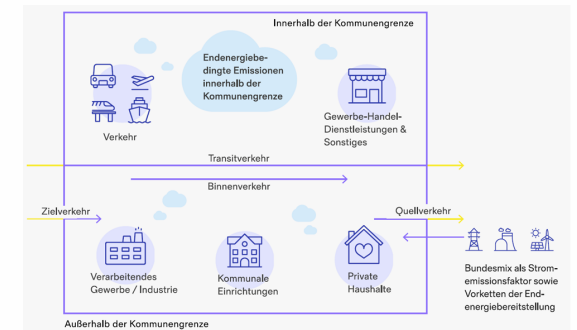 Innerhalb der Kommunengrenze
Endenergiebe-
dingte Emissionen
innerhalb der
Kommunengrenze
Verkehr
Gewerbe-Handel-
Dienstleistungen &
Sonstiges
Transitverkehr
Binnenverkehr
Zielverkehr
Quellverkehr
Verarbeitendes
Gewerbe / Industrie
Kommunale
Einrichtungen
Private
Haushalte
Bundesmix als Strom-
emissionsfaktor sowie
Vorketten der End-
energiebereitstellung
Außerhalb der Kommunengrenze